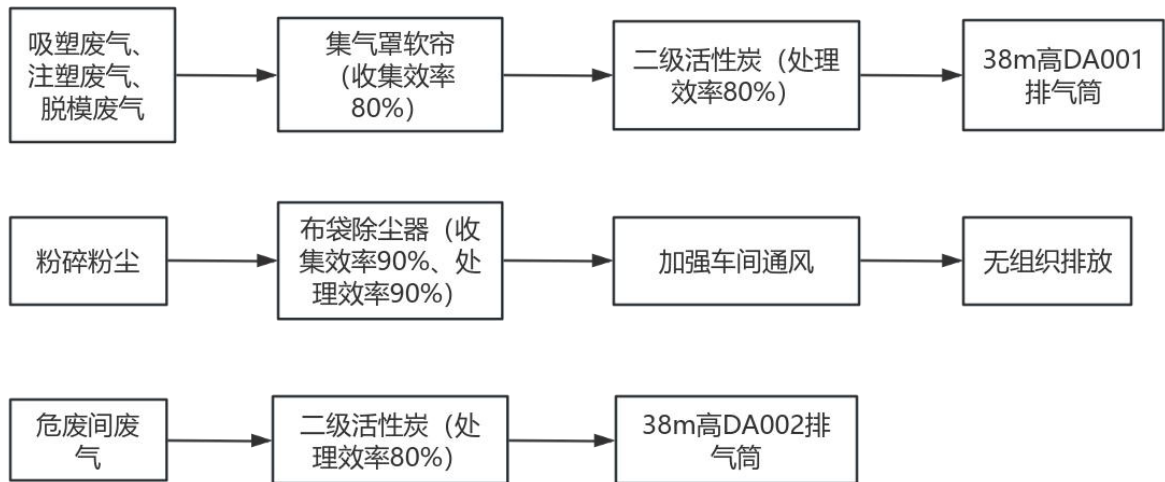 吸塑废气、
注塑废气、
脱模废气
集气罩软帘
（收集效率
80%）
二级活性炭（处理
效率80%）
38m高DA001
排气筒
粉碎粉尘
布袋除尘器（收
集效率90%、处
理效率90%）
加强车间通风
无组织排放
危废间废
气
二级活性炭（处
理效率80%）
38m高DA002排
气筒